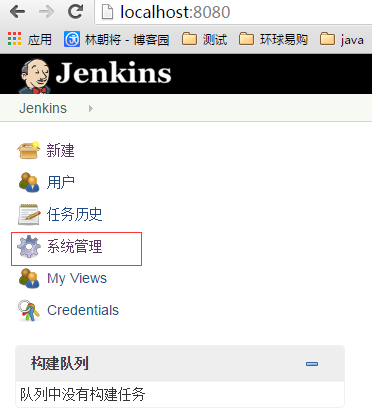 localhost:8080
应用 林朝将 - 博客园 测试 环球易购 java
Jenkins
Jenkins
新建
用户
任务历史
系统管理
My Views
Credentials
构建队列
队列中没有构建任务